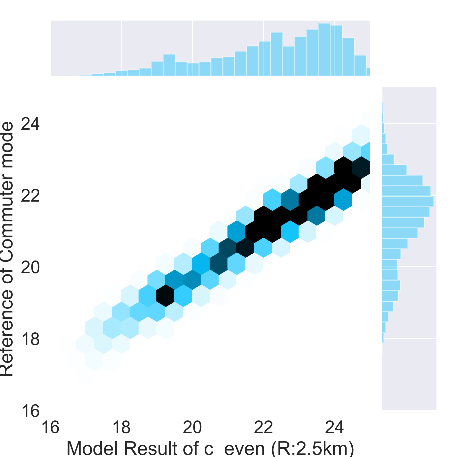 Reference of Commuter mode
24
22
20
18
16
16 18 20 22 24
Model Result of c even (R:2.5km)